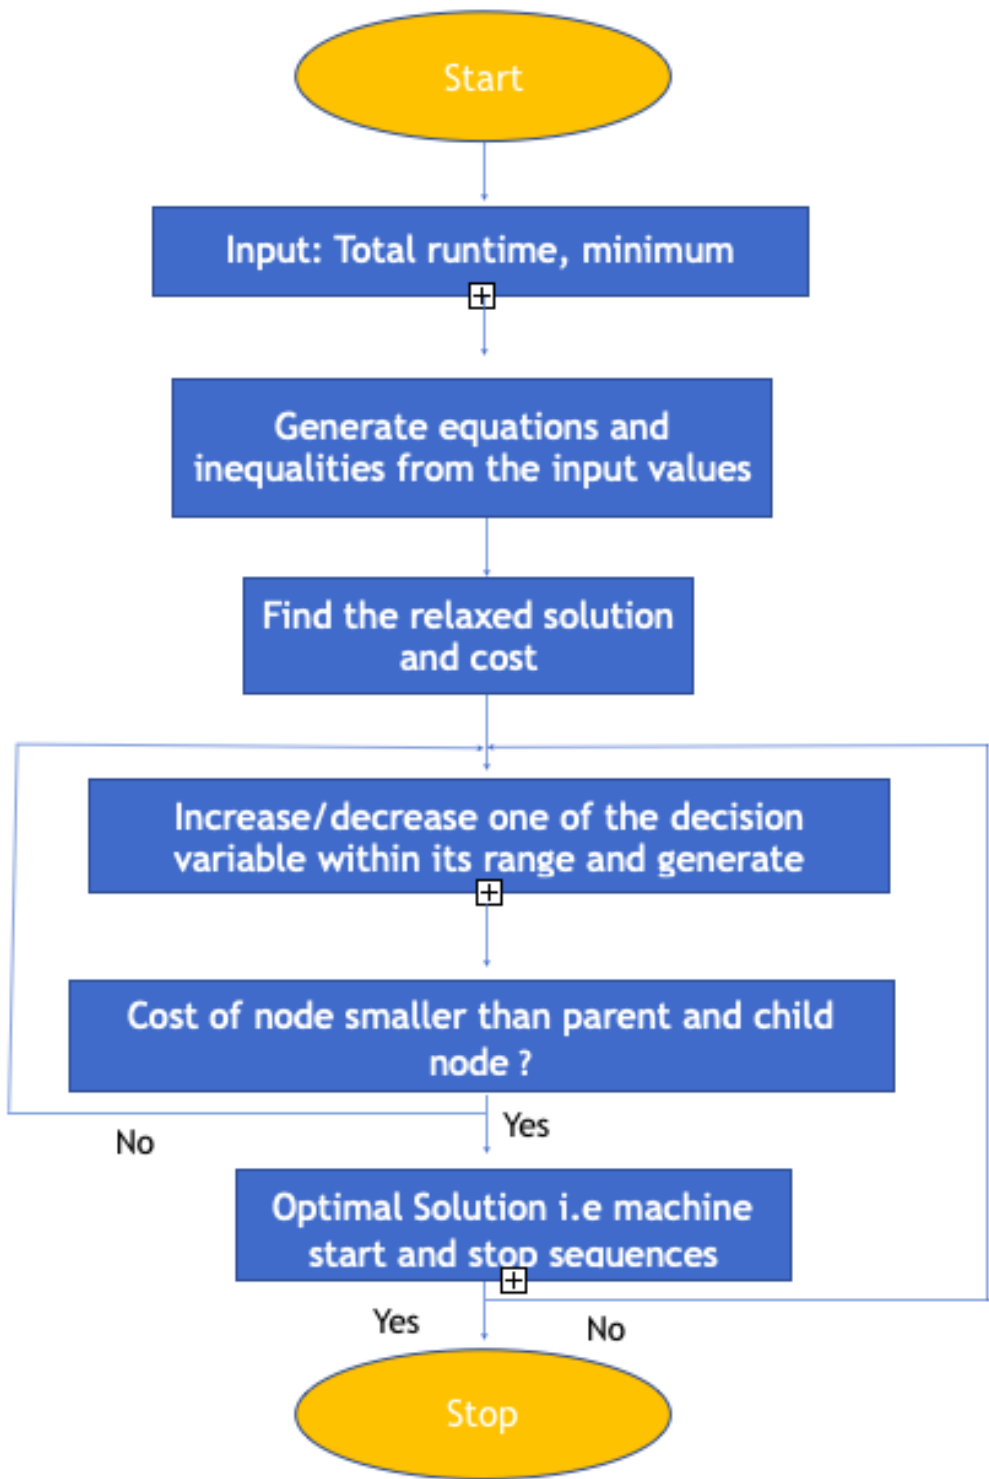 Start
Input: Total runtime, minimum
Generate equations and
inequalities from the input values
Find the relaxed solution
and cost
Increase/decrease one of the decision
variable within its range and generate
Cost of node smaller than parent and child
node ?
No
Yes
Optimal Solution i.e machine
start and stop sequences
Yes
No
Stop